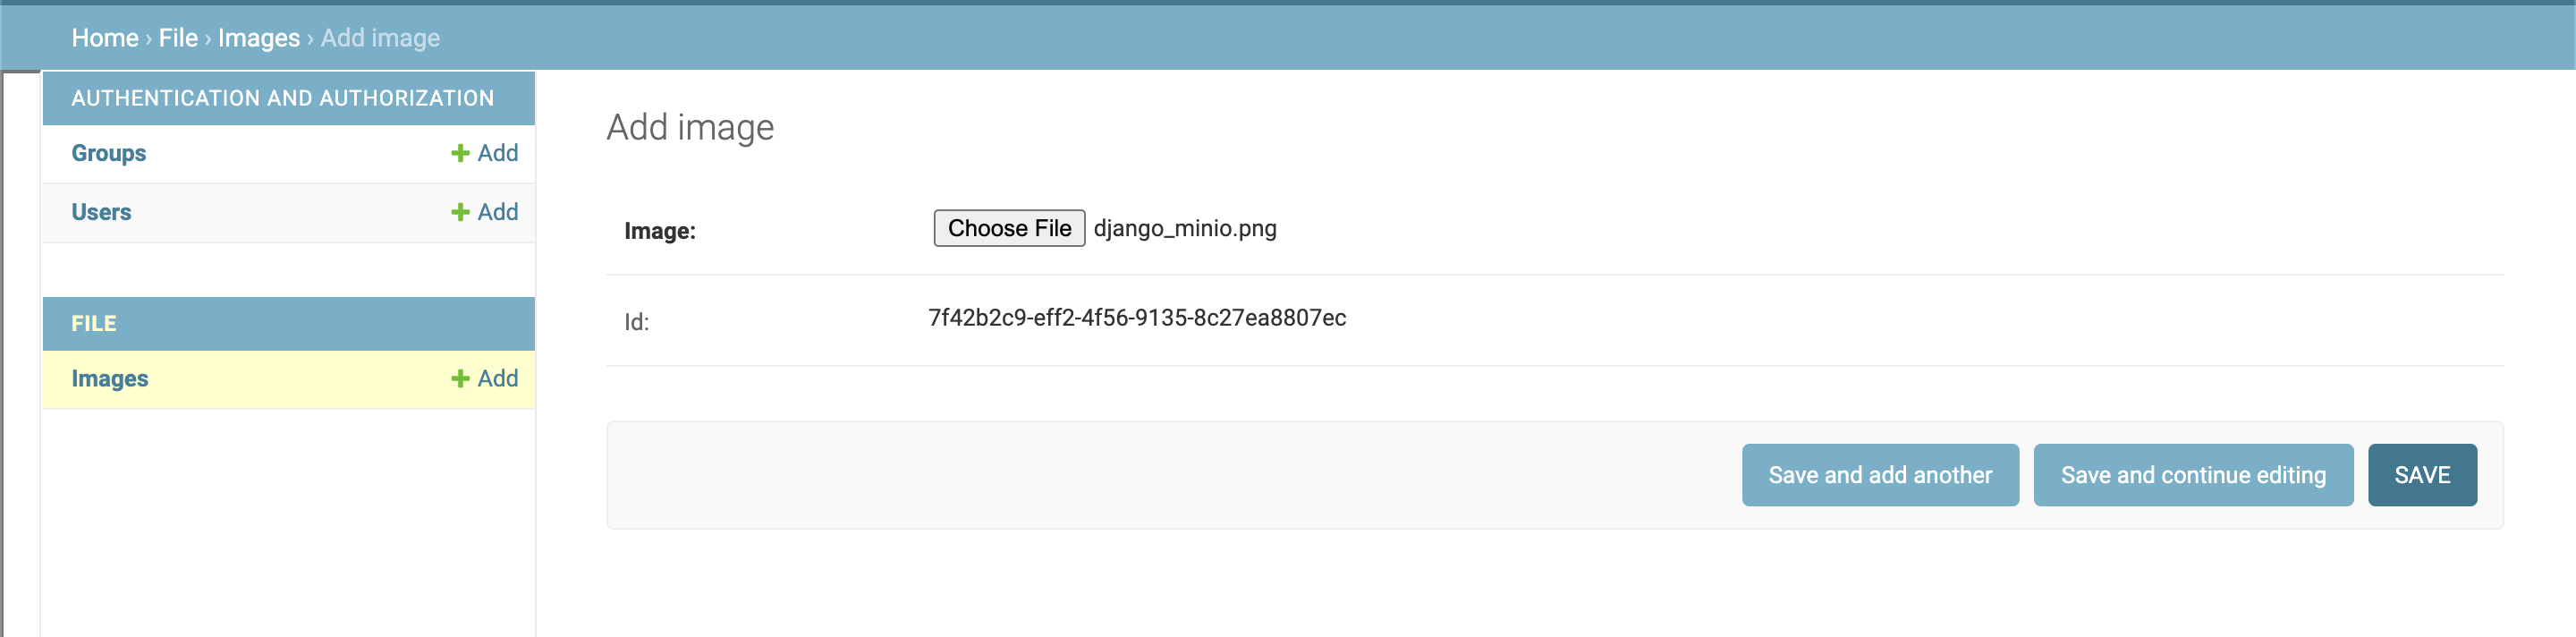 Home › File › Images › Add image
AUTHENTICATION AND AUTHORIZATION
Groups + Add
Users + Add
FILE
Images + Add
Add image
Image: Choose File django_minio.png
Id: 7f42b2c9-eff2-4f56-9135-8c27ea8807ec
Save and add another Save and continue editing SAVE